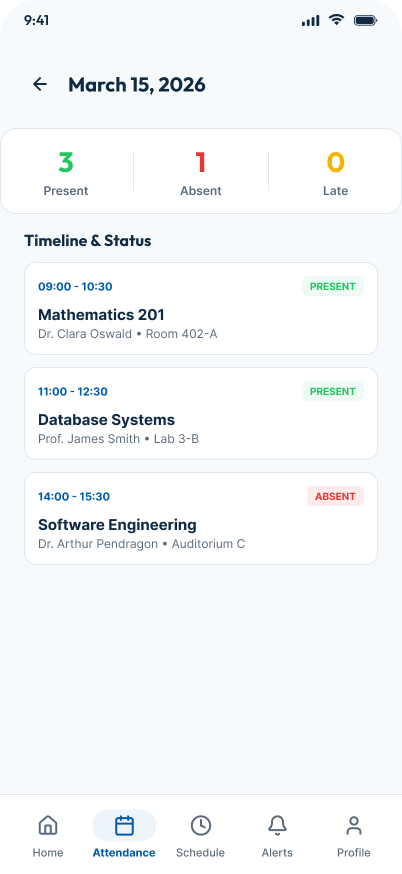 9:41
March 15, 2026
3 1 0
Present Absent Late
Timeline & Status
09:00 - 10:30 PRESENT
Mathematics 201
Dr. Clara Oswald • Room 402-A
11:00 - 12:30 PRESENT
Database Systems
Prof. James Smith • Lab 3-B
14:00 - 15:30 ABSENT
Software Engineering
Dr. Arthur Pendragon • Auditorium C
Home Attendance Schedule Alerts Profile